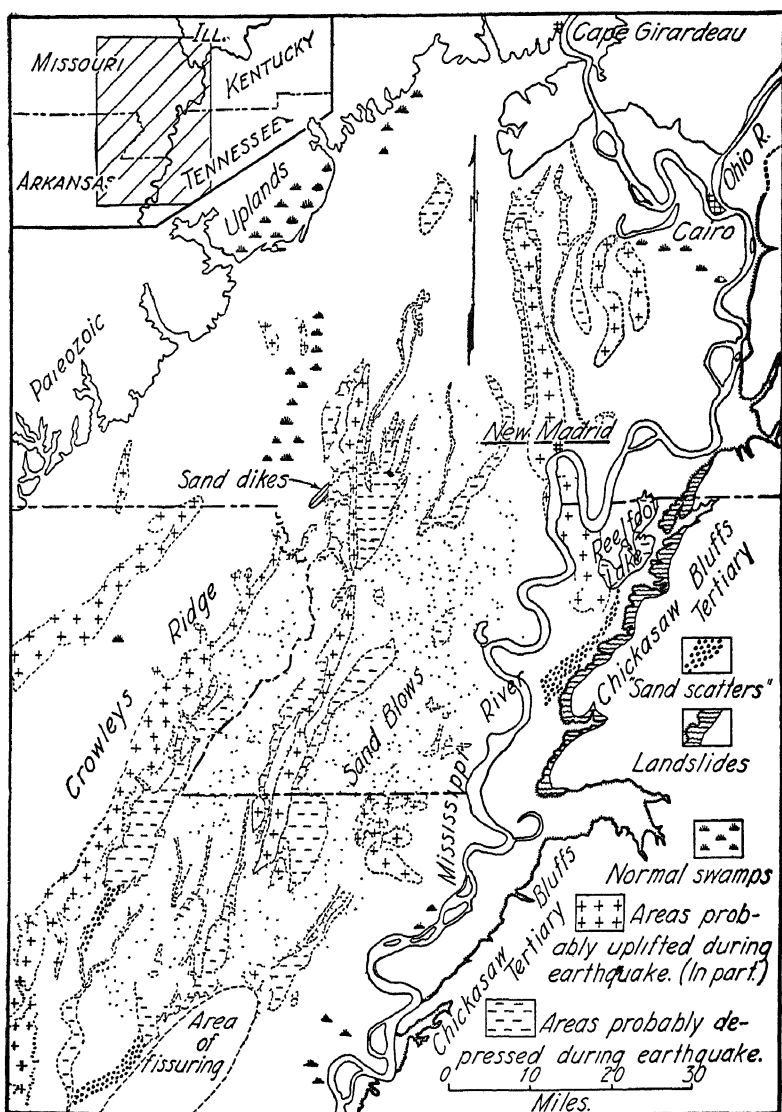 ILL.
MISSOURI
KENTUCKY
TENNESSEE
ARKANSAS
Cape Girardeau
Ohio R.
Cairo
Uplands
Paleozoic
New Madrid
Sand dikes
Reelfoot
Lake
Chickasaw Bluffs
Tertiary
"Sand scatters"
Landslides
Crowleys Ridge
Sand Blows
Mississippi River
Normal swamps
Chickasaw Bluffs
Tertiary
Areas prob-
ably uplifted during
earthquake. (In part.)
Areas probably de-
pressed during earthquake.
Area
of
fissuring
0 10 20 30
Miles.